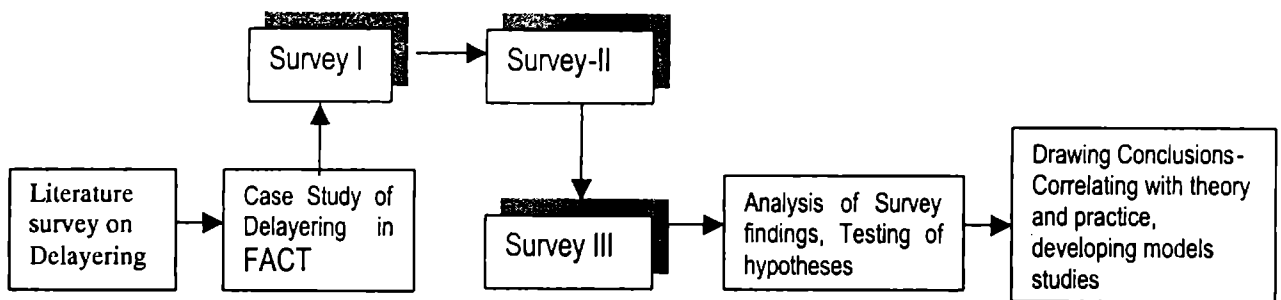 Literature
survey on
Delayering
Case Study of
Delayering in
FACT
Survey I
Survey-II
Survey III
Analysis of Survey
findings, Testing of
hypotheses
Drawing Conclusions-
Correlating with theory
and practice,
developing models
studies